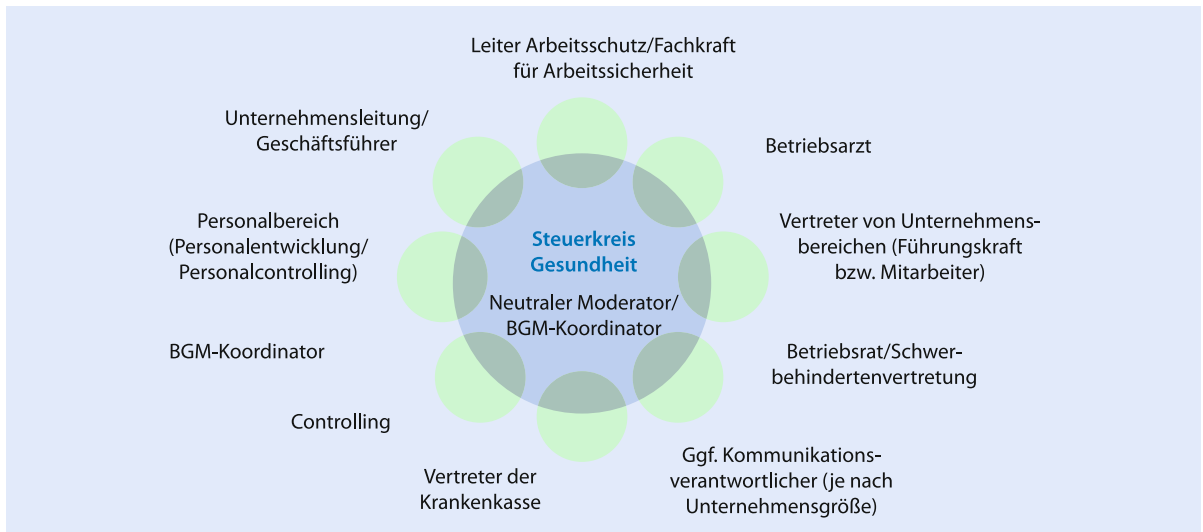 Leiter Arbeitsschutz/Fachkraft
für Arbeitssicherheit
Unternehmensleitung/
Geschäftsführer
Betriebsarzt
Personalbereich
(Personalentwicklung/
Personalcontrolling)
Steuerkreis
Gesundheit
Neutraler Moderator/
BGM-Koordinator
Vertreter von Unternehmens-
bereichen (Führungskraft
bzw. Mitarbeiter)
BGM-Koordinator
Betriebsrat/Schwer-
behindertenvertretung
Controlling
Vertreter der
Krankenkasse
Ggf. Kommunikations-
verantwortlicher (je nach
Unternehmensgröße)